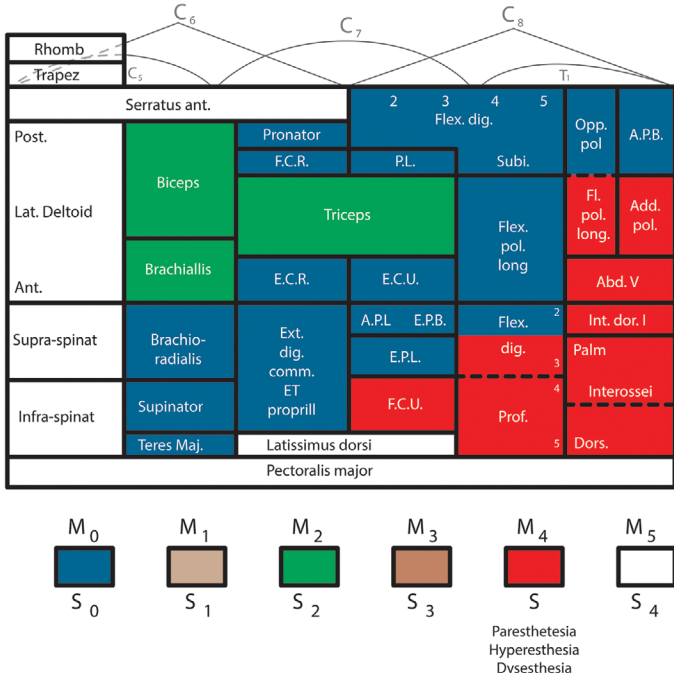 C6
C8
C7
Rhomb
Trapez
C5
T1
Serratus ant.
2 3 4 5
Flex. dig.
Subi.
Opp. pol
A.P.B.
Post.
Lat. Deltoid
Ant.
Biceps
Pronator
F.C.R.
P.L.
Triceps
Flex. pol. long
Fl. pol. long.
Add. pol.
Brachiallis
E.C.R.
E.C.U.
Abd. V
Supra-spinat
Brachio-radialis
Ext. dig. comm. ET proprill
A.P.L E.P.B.
Flex. 2
dig. 3
Int. dor. I
E.P.L.
Palm
Interossei
Dors.
Infra-spinat
Supinator
F.C.U.
4
Prof.
5
Teres Maj.
Latissimus dorsi
Pectoralis major
M0 M1 M2 M3 M4 M5
S0 S1 S2 S3 S S4
Paresthetesia
Hyperesthesia
Dysesthesia